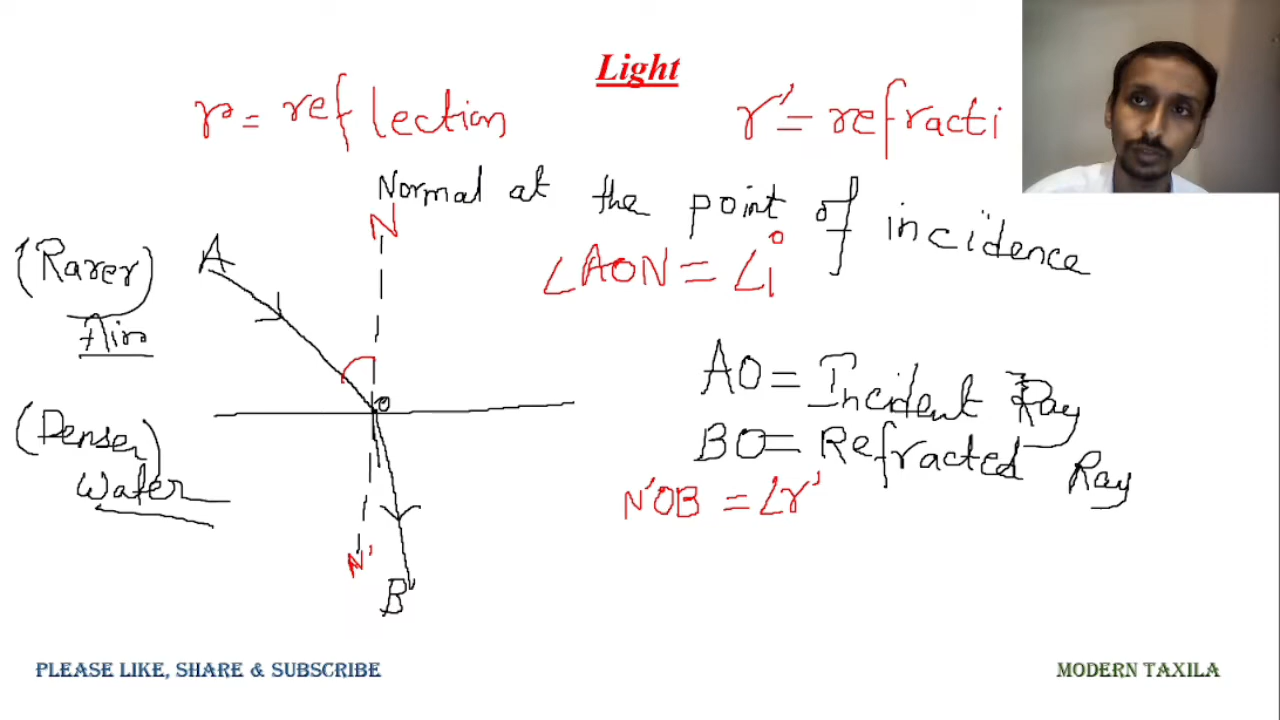 Light
r = reflection
r' = refracti
Normal at the point of incidence
N
∠AON = ∠i
A
(Rarer)
Air
AO = Incident Ray
O
(Denser)
Water
BO = Refracted Ray
N'OB = ∠r'
N'
B
PLEASE LIKE, SHARE & SUBSCRIBE
MODERN TAXILA